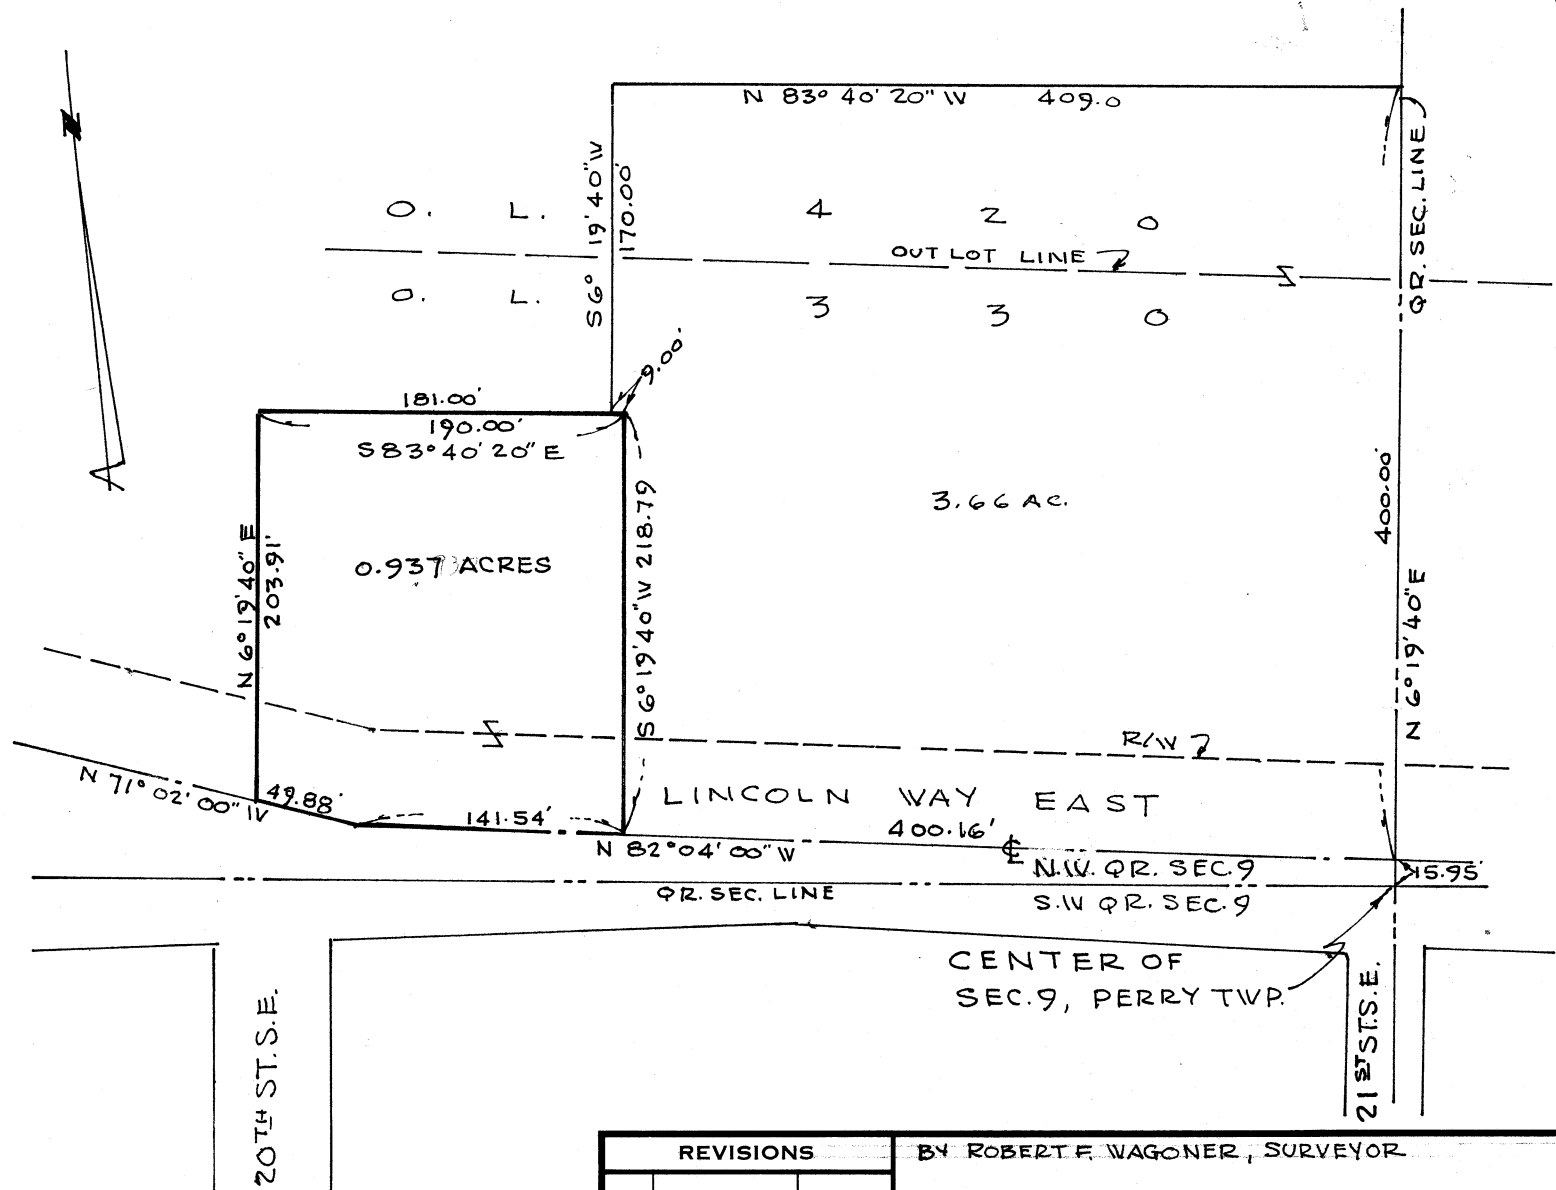 N
N 83° 40' 20" W 409.0
QR. SEC. LINE
S 6° 19' 40" W
170.00'
O. L. 4 2 0
OUT LOT LINE
O. L. 3 3 0
9.00'
181.00'
190.00'
S 83° 40' 20" E
3.66 AC.
400.00'
N 6° 19' 40" E
N 6° 19' 40" E
203.91'
0.937 ACRES
S 6° 19' 40" W 218.79
R/W
N 71° 02' 00" W
49.88'
141.54'
LINCOLN WAY EAST
400.16'
N 82° 04' 00" W
N.W. QR. SEC. 9
15.95'
QR. SEC. LINE
S.W QR. SEC. 9
CENTER OF
SEC. 9, PERRY TWP.
20TH ST. S.E.
21ST ST. S.E.
REVISIONS
BY ROBERT F. WAGONER, SURVEYOR